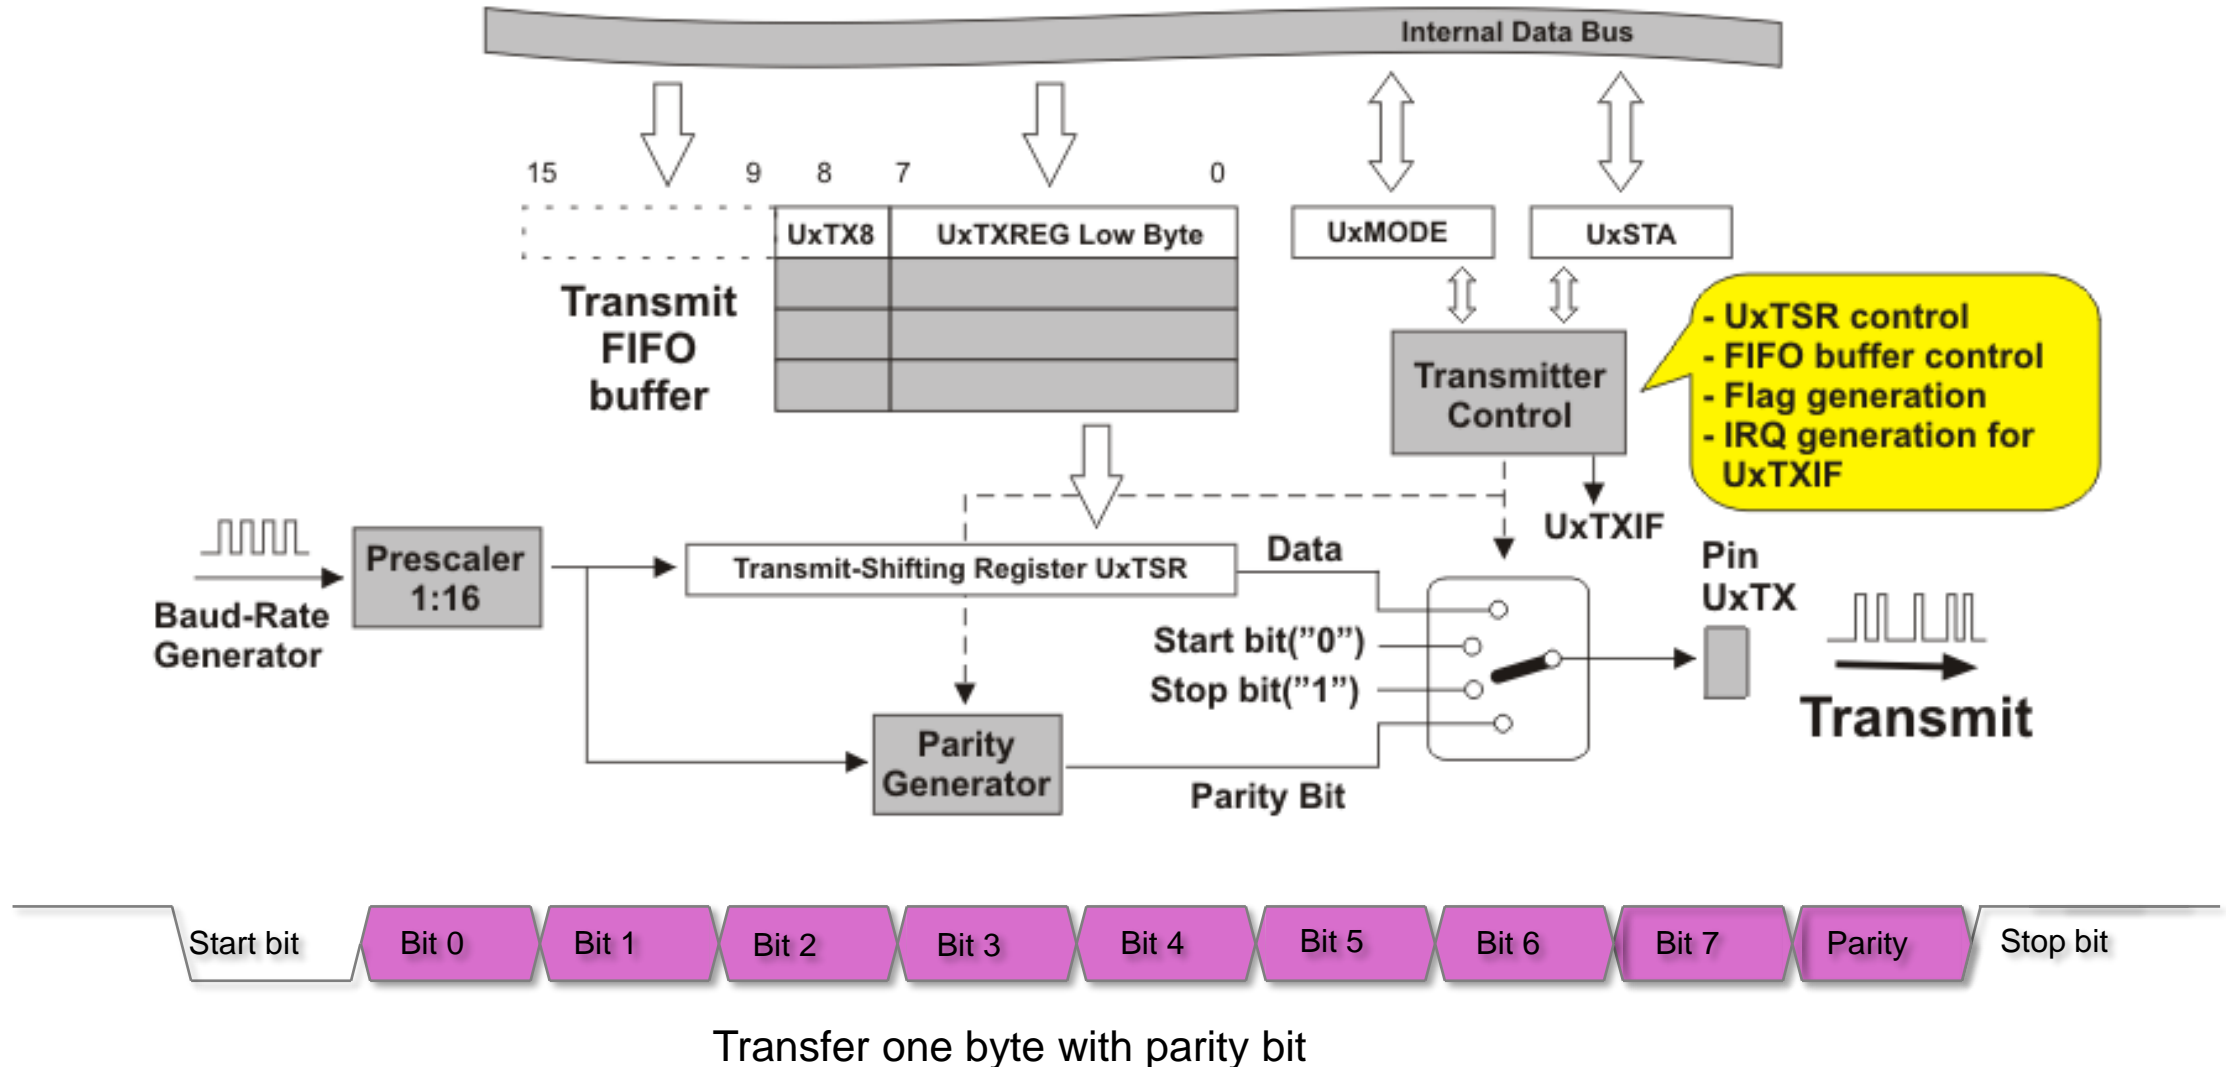 Internal Data Bus
15 9 8 7 0
UxTX8 UxTXREG Low Byte UxMODE UxSTA
Transmit
FIFO
buffer
Transmitter
Control
- UxTSR control
- FIFO buffer control
- Flag generation
- IRQ generation for
UxTXIF
UxTXIF
Prescaler
1:16
Baud-Rate
Generator
Transmit-Shifting Register UxTSR
Data
Start bit(”0”)
Stop bit(”1”)
Pin
UxTX
Transmit
Parity
Generator
Parity Bit
Start bit Bit 0 Bit 1 Bit 2 Bit 3 Bit 4 Bit 5 Bit 6 Bit 7 Parity Stop bit
Transfer one byte with parity bit